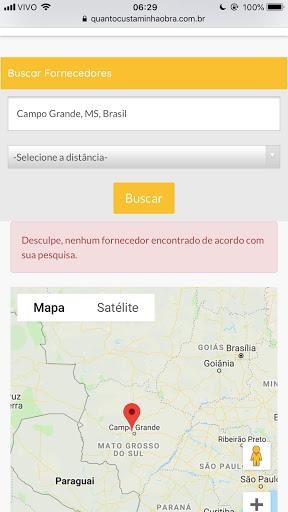 VIVO 06:29 100%
quantocustaminhaobra.com.br
Buscar Fornecedores
Campo Grande, MS, Brasil
-Selecione a distância-
Buscar
Desculpe, nenhum fornecedor encontrado de acordo com
sua pesquisa.
Mapa Satélite
GOIÁS Brasília
Goiânia
Campo Grande
MATO GROSSO
DO SUL
Ribeirão Preto
Paraguai
SÃO PAULO
PARANÁ
Curitiba